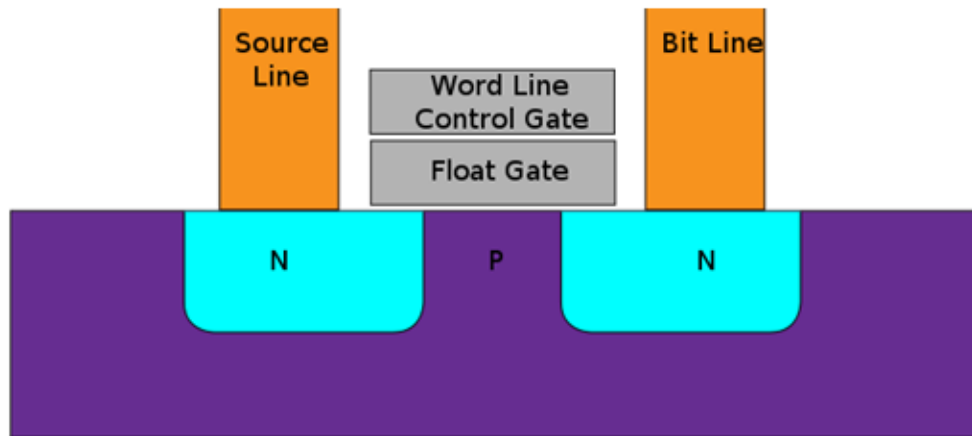 Source
Line
Word Line
Control Gate
Float Gate
Bit Line
N
P
N